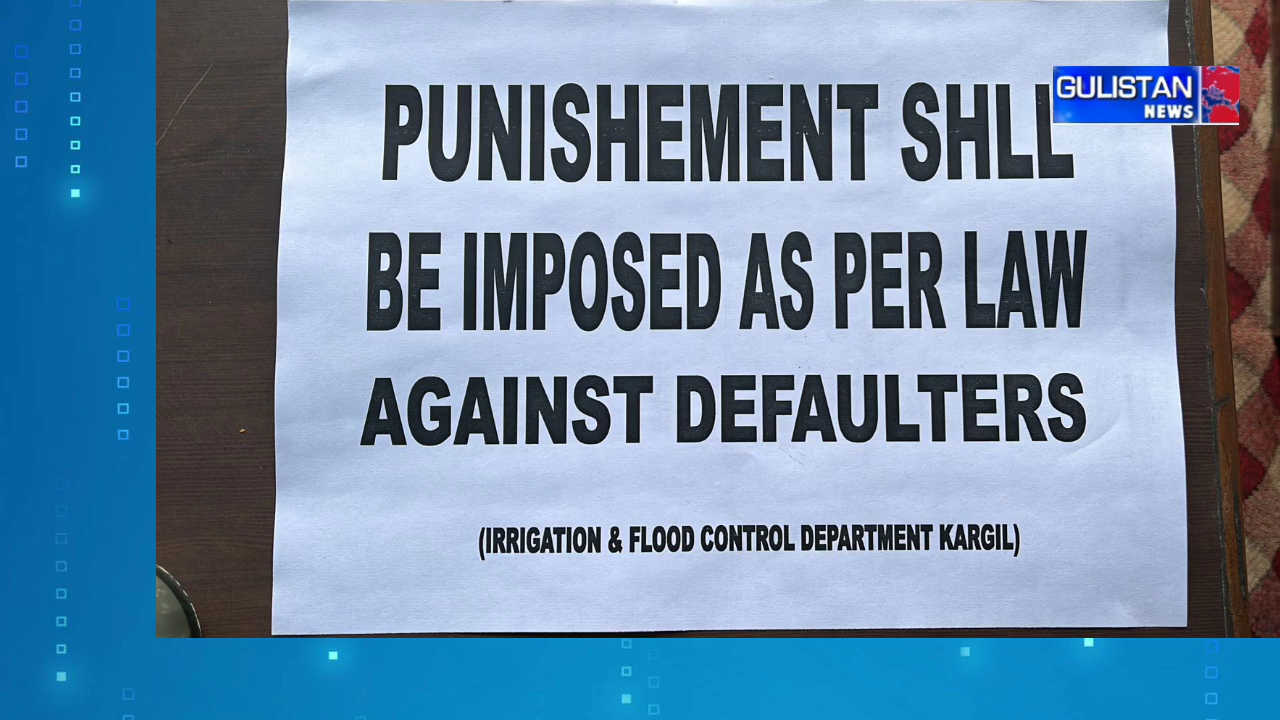 GULISTAN
NEWS
PUNISHEMENT SHLL
BE IMPOSED AS PER LAW
AGAINST DEFAULTERS
(IRRIGATION & FLOOD CONTROL DEPARTMENT KARGIL)